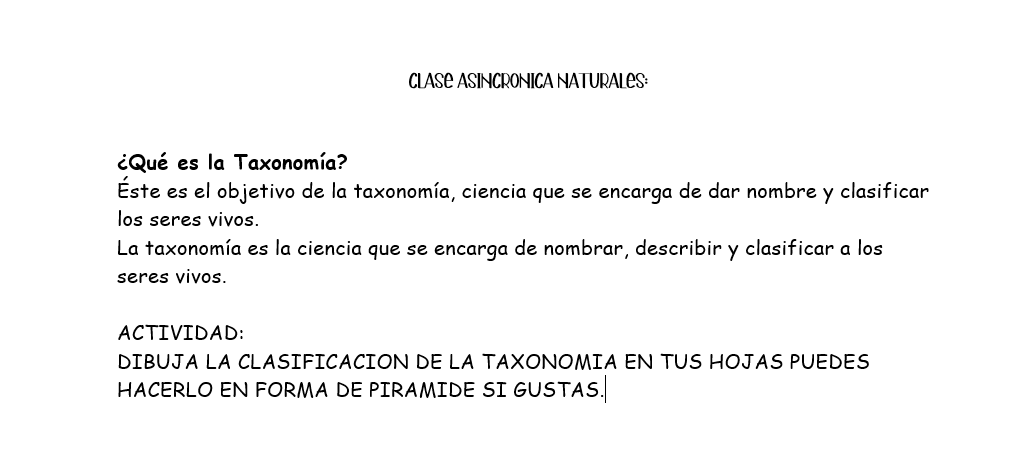 CLASE ASINCRONICA NATURALES:
¿Qué es la Taxonomía?
Éste es el objetivo de la taxonomía, ciencia que se encarga de dar nombre y clasificar
los seres vivos.
La taxonomía es la ciencia que se encarga de nombrar, describir y clasificar a los
seres vivos.
ACTIVIDAD:
DIBUJA LA CLASIFICACION DE LA TAXONOMIA EN TUS HOJAS PUEDES
HACERLO EN FORMA DE PIRAMIDE SI GUSTAS.